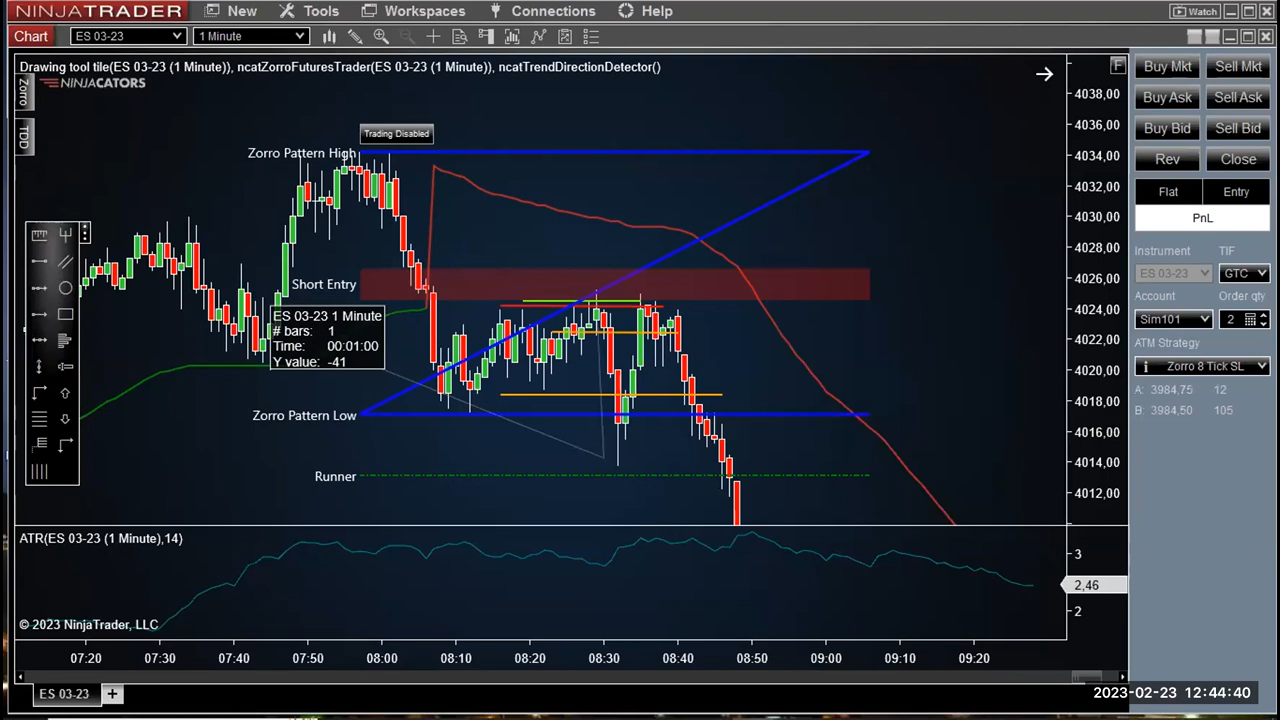 NINJATRADER New Tools Workspaces Connections Help Watch
Chart ES 03-23 1 Minute
Drawing tool tile(ES 03-23 (1 Minute)), ncatZorroFuturesTrader(ES 03-23 (1 Minute)), ncatTrendDirectionDetector()
F
NINJACATORS
Zorro
TDD
Trading Disabled
Zorro Pattern High
Short Entry
ES 03-23 1 Minute
# bars: 1
Time: 00:01:00
Y value: -41
Zorro Pattern Low
Runner
4038,00
4036,00
4034,00
4032,00
4030,00
4028,00
4026,00
4024,00
4022,00
4020,00
4018,00
4016,00
4014,00
4012,00
ATR(ES 03-23 (1 Minute),14)
3
2,46
2
© 2023 NinjaTrader, LLC
07:20 07:30 07:40 07:50 08:00 08:10 08:20 08:30 08:40 08:50 09:00 09:10 09:20
ES 03-23
Buy Mkt Sell Mkt
Buy Ask Sell Ask
Buy Bid Sell Bid
Rev Close
Flat Entry
PnL
Instrument TIF
ES 03-23 GTC
Account Order qty
Sim101 2
ATM Strategy
Zorro 8 Tick SL
A: 3984,75 12
B: 3984,50 105
2023-02-23 12:44:40